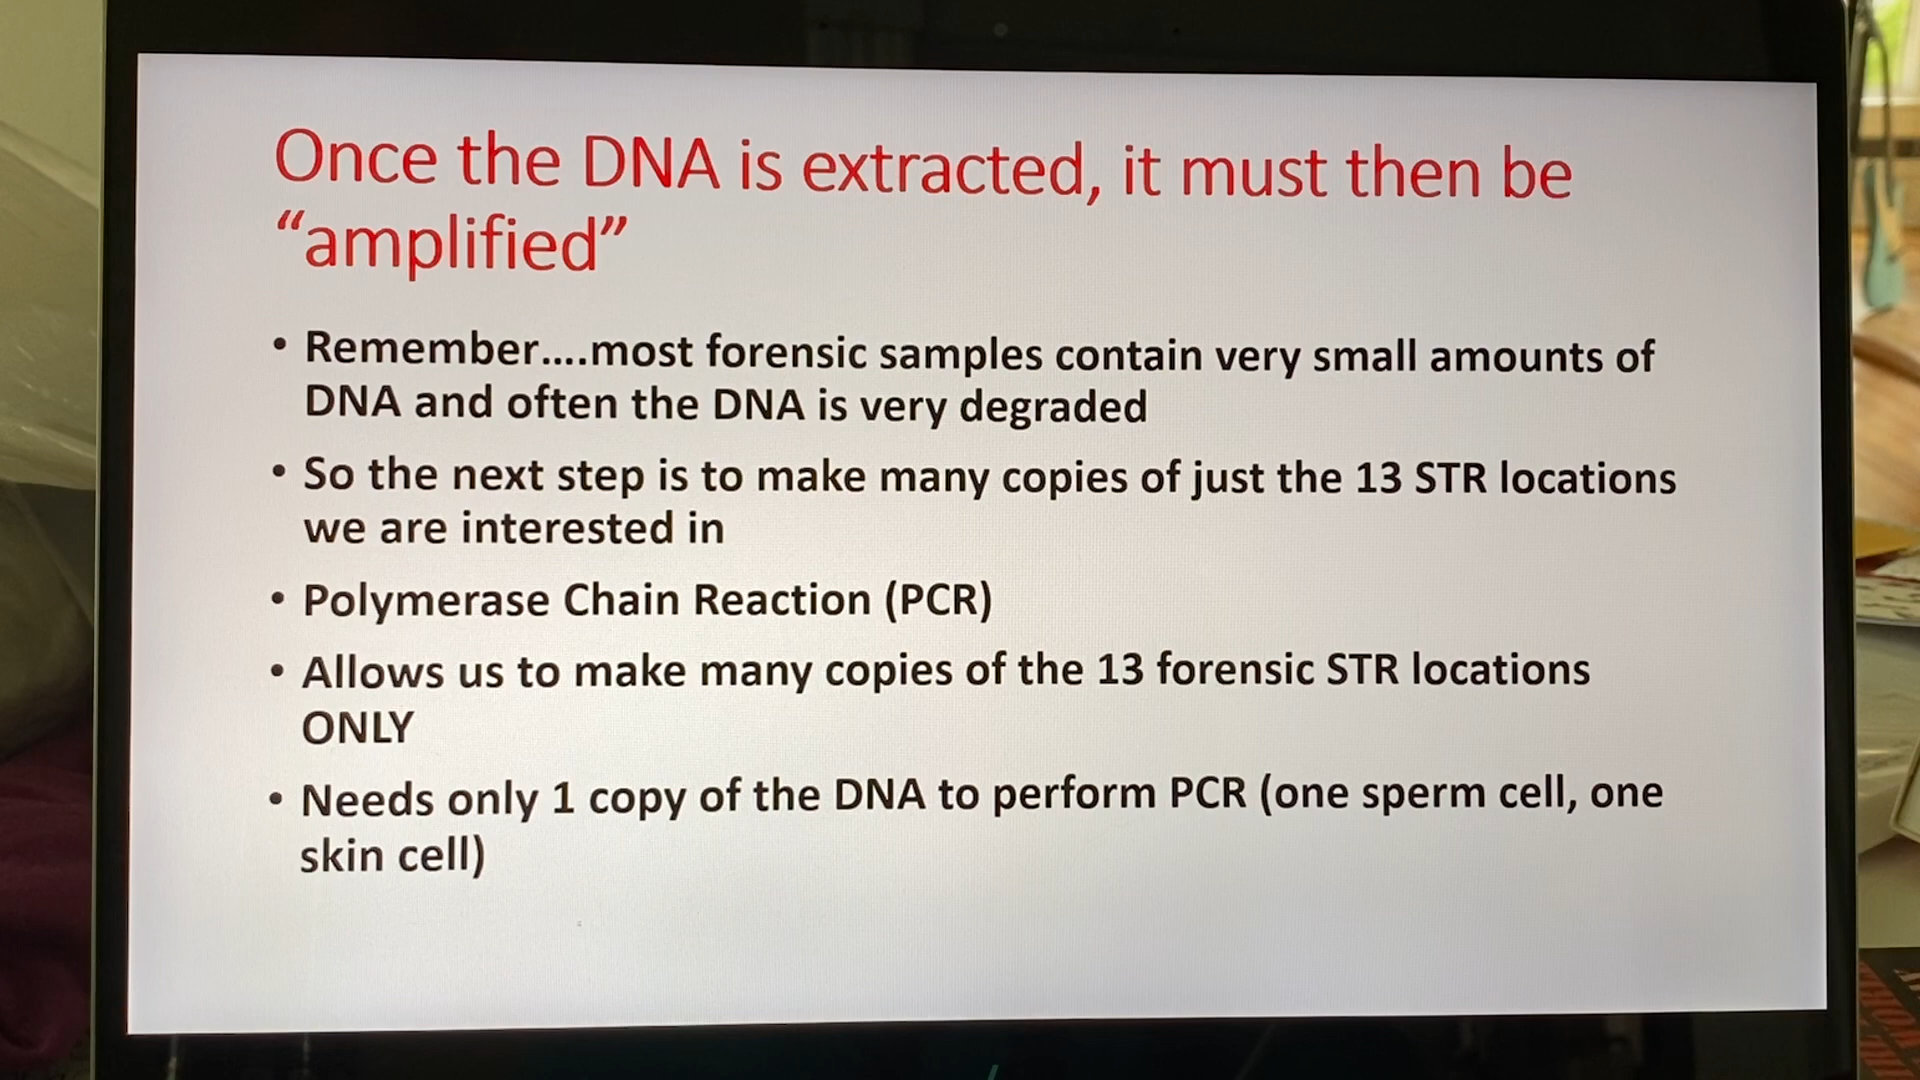 Once the DNA is extracted, it must then be
“amplified”
• Remember....most forensic samples contain very small amounts of
DNA and often the DNA is very degraded
• So the next step is to make many copies of just the 13 STR locations
we are interested in
• Polymerase Chain Reaction (PCR)
• Allows us to make many copies of the 13 forensic STR locations
ONLY
• Needs only 1 copy of the DNA to perform PCR (one sperm cell, one
skin cell)